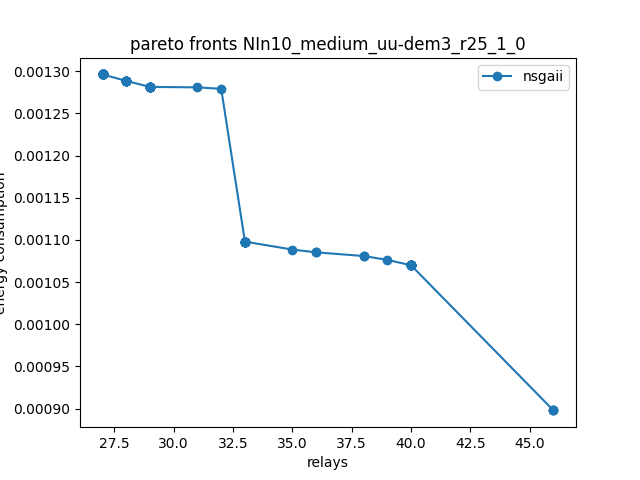 pareto fronts NIn10_medium_uu-dem3_r25_1_0
nsgaii
0.00130
0.00125
0.00120
0.00115
0.00110
0.00105
0.00100
0.00095
0.00090
energy consumption
27.5 30.0 32.5 35.0 37.5 40.0 42.5 45.0
relays